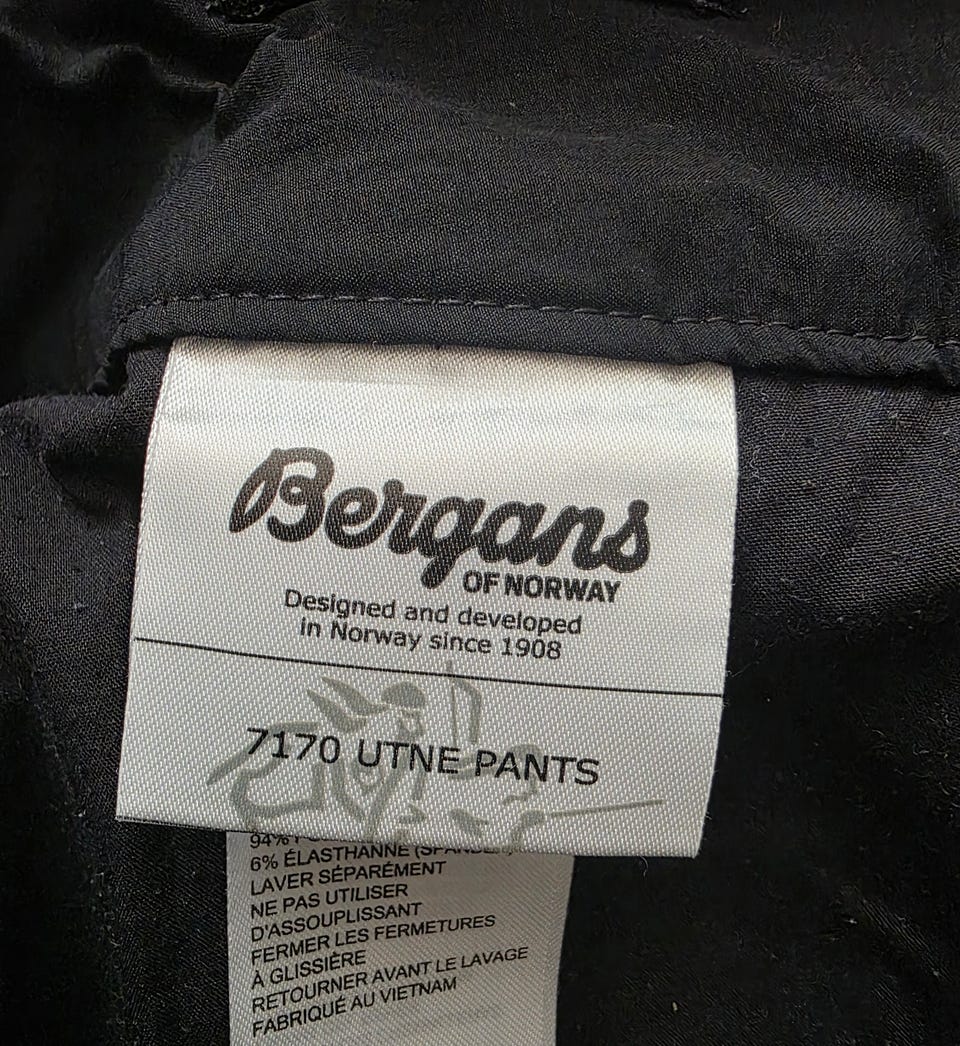 Bergans
OF NORWAY
Designed and developed
in Norway since 1908
7170 UTNE PANTS
94%
6% ÉLASTHANNE
LAVER SÉPARÉMENT
NE PAS UTILISER
D'ASSOUPLISSANT
FERMER LES FERMETURES
À GLISSIÈRE
RETOURNER AVANT LE LAVAGE
FABRIQUÉ AU VIETNAM